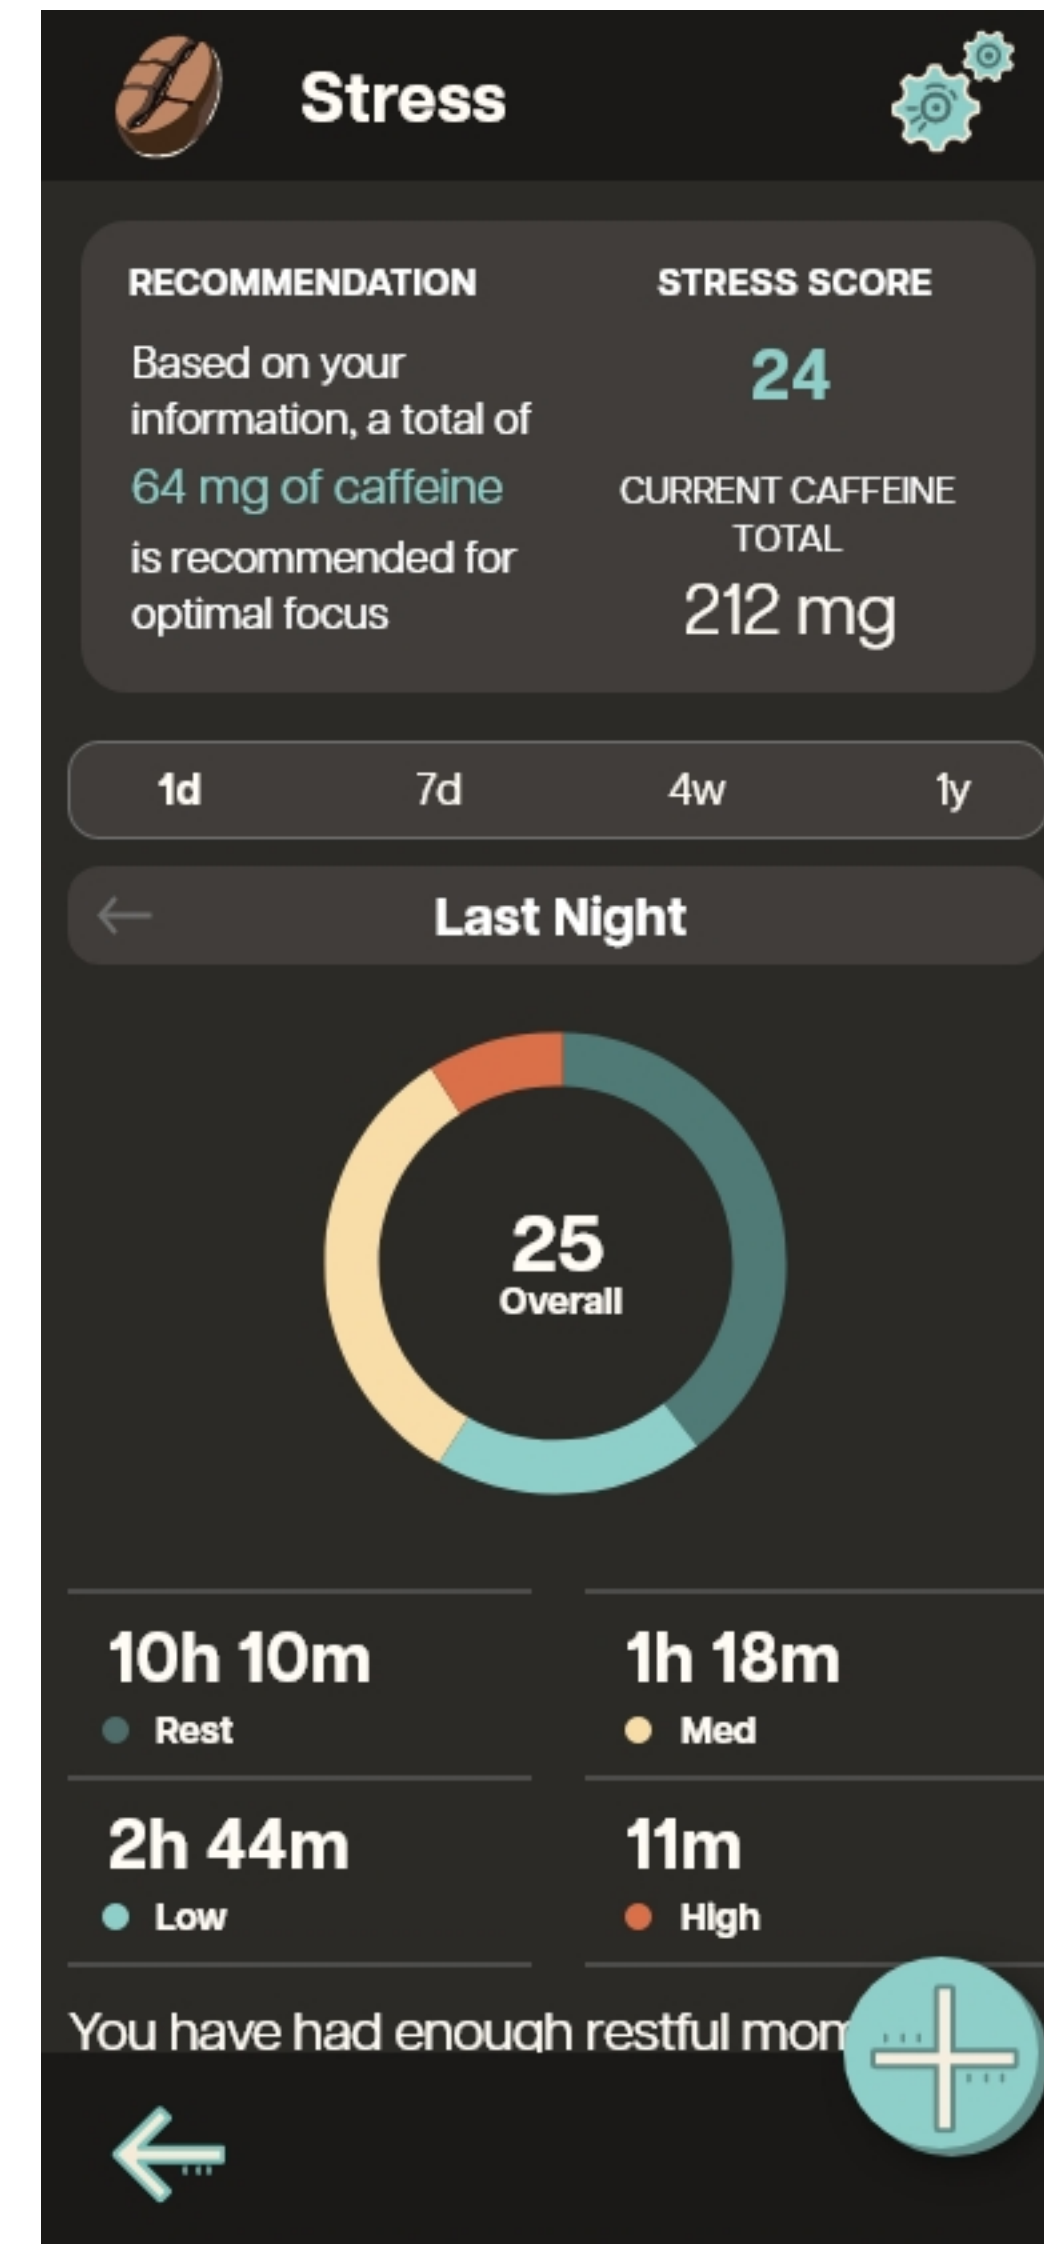 Stress
RECOMMENDATION
Based on your
information, a total of
64 mg of caffeine
is recommended for
optimal focus
STRESS SCORE
24
CURRENT CAFFEINE
TOTAL
212 mg
1d 7d 4w 1y
Last Night
25
Overall
10h 10m
Rest
1h 18m
Med
2h 44m
Low
11m
High
You have had enough restful